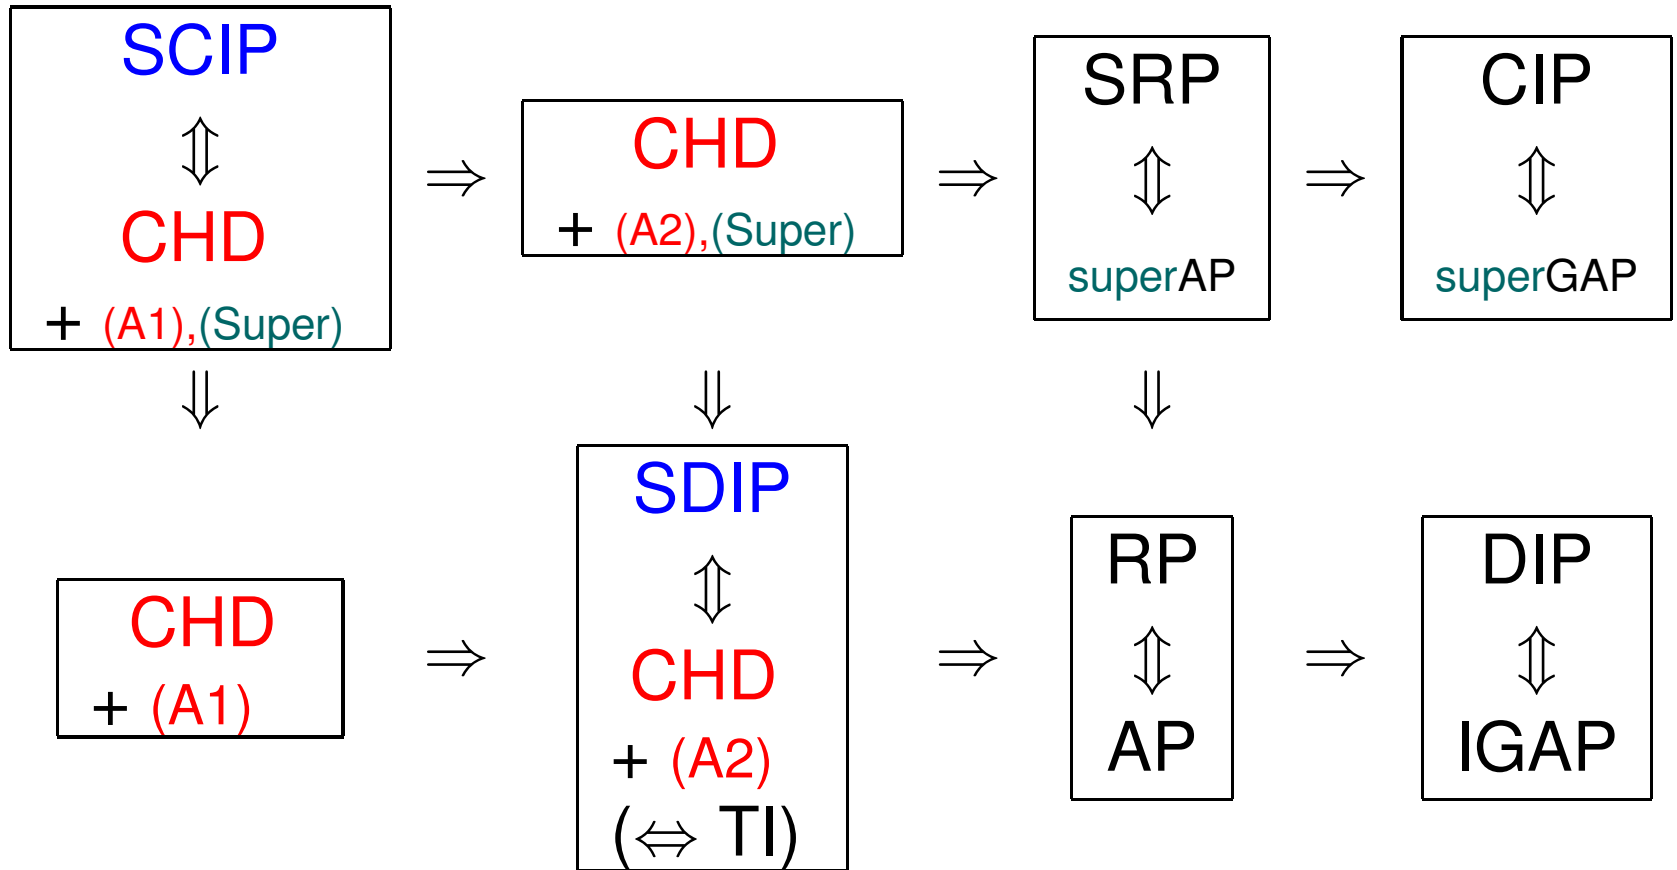 SCIP
⇕
CHD
+ (A1),(Super)
⇒
CHD
+ (A2),(Super)
⇒
SRP
⇕
superAP
⇒
CIP
⇕
superGAP
⇓
⇓
⇓
CHD
+ (A1)
⇒
SDIP
⇕
CHD
+ (A2)
(⇔ TI)
⇒
RP
⇕
AP
⇒
DIP
⇕
IGAP